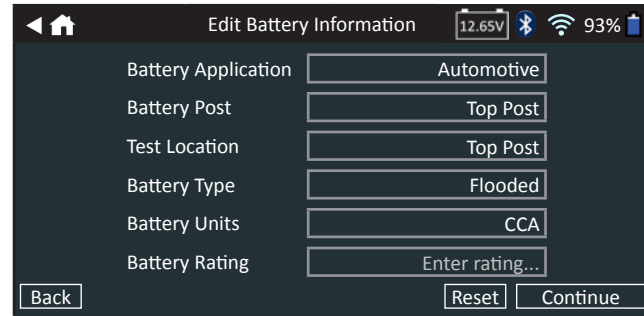 Edit Battery Information 12.65V 93%
Battery Application Automotive
Battery Post Top Post
Test Location Top Post
Battery Type Flooded
Battery Units CCA
Battery Rating Enter rating...
Back Reset Continue